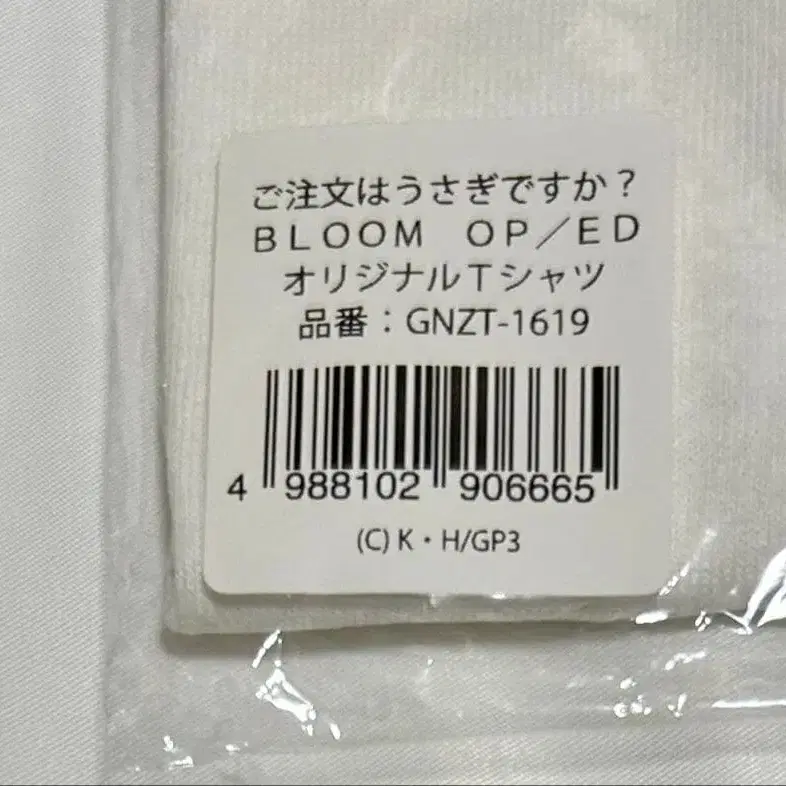 ご注文はうさぎですか?
BLOOM OP/ED
オリジナルTシャツ
品番:GNZT-1619
4 988102 906665
(C) K・H/GP3